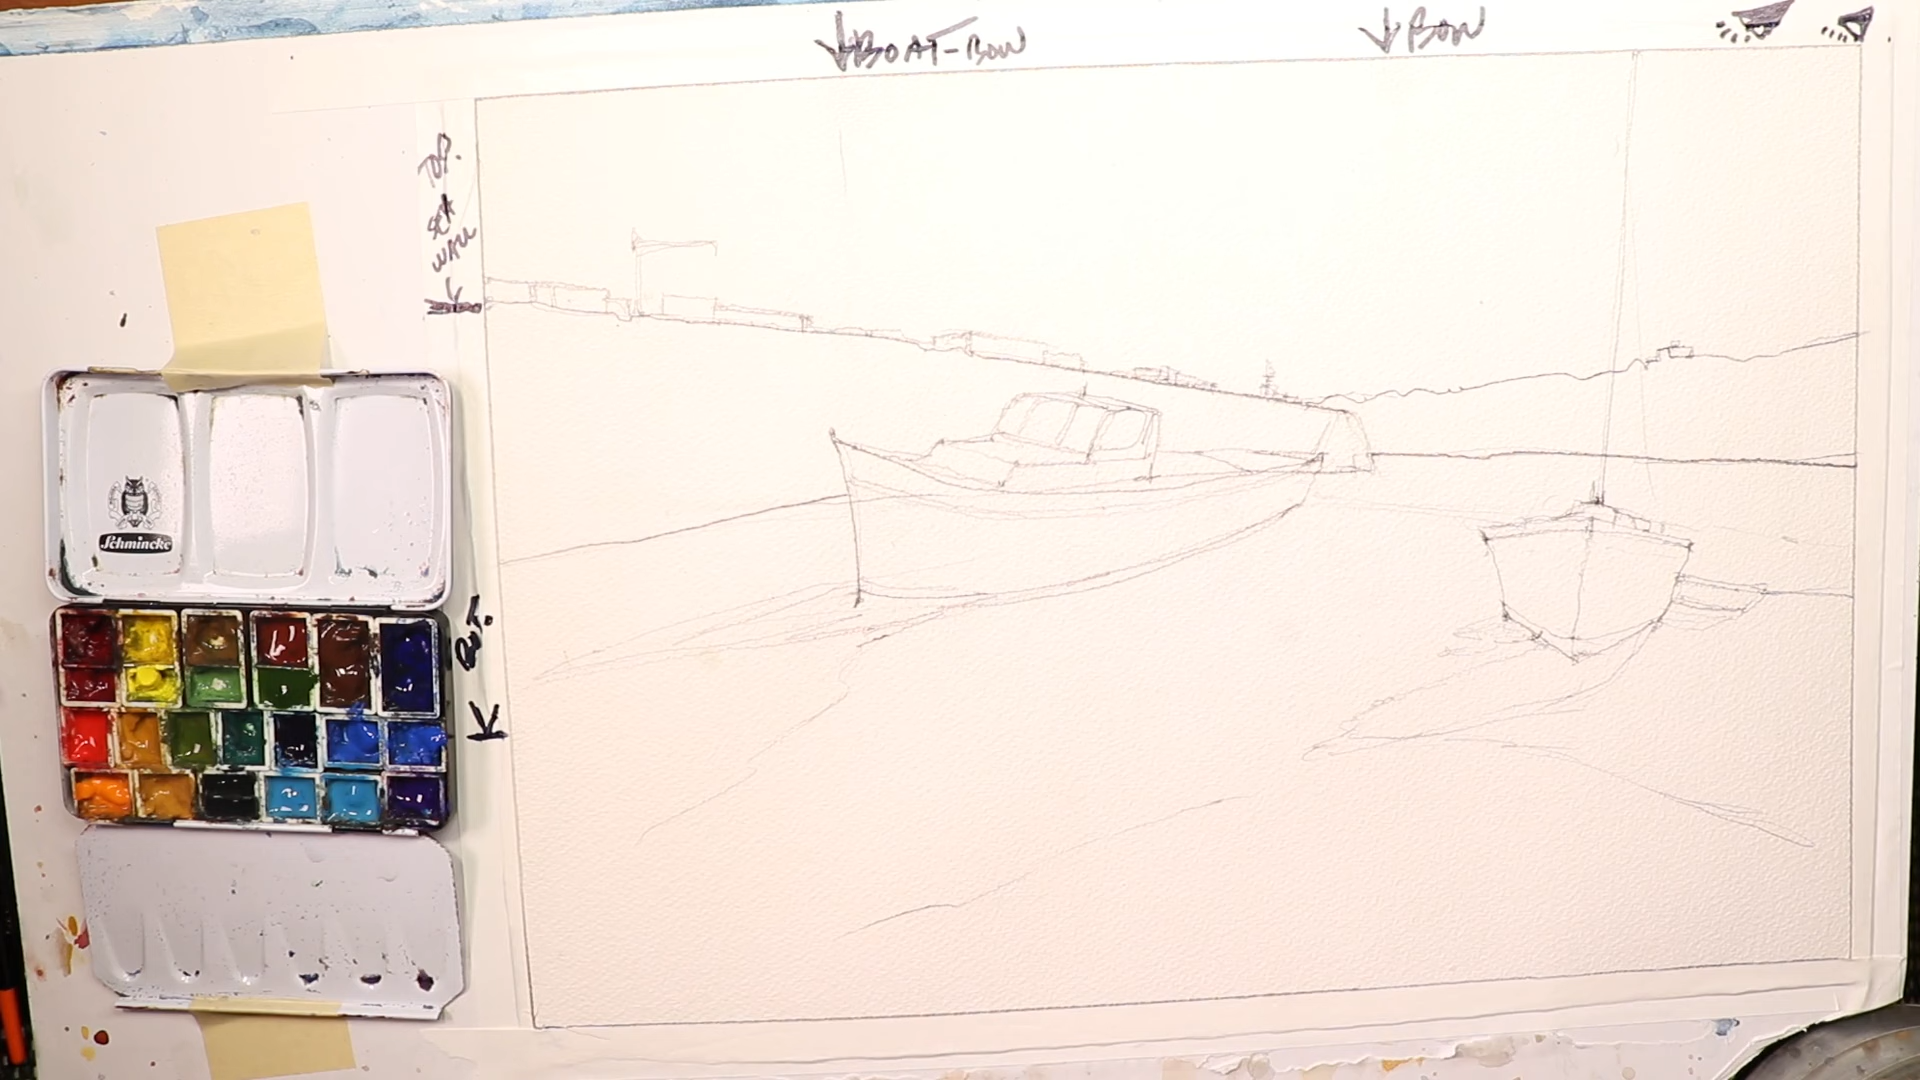 ↓BOAT-BOW
↓BOW
TOP.
SEA
WALL
BOT.
Schmincke